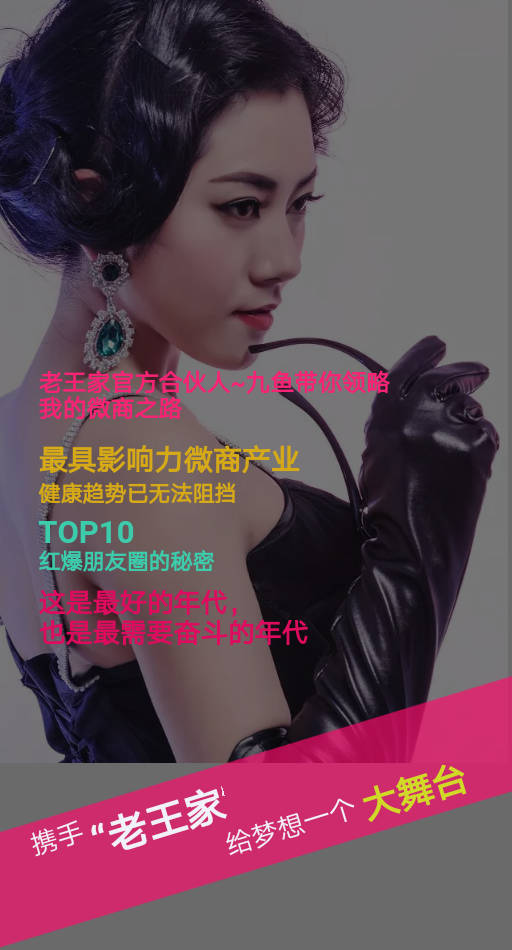 老王家官方合伙人~九鱼带你领略
我的微商之路
最具影响力微商产业
健康趋势已无法阻挡
TOP10
红爆朋友圈的秘密
这是最好的年代，
也是最需要奋斗的年代
携手“老王家
给梦想一个 大舞台